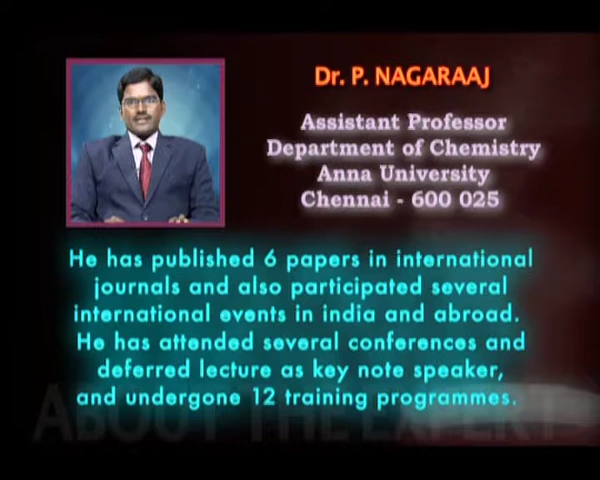 Dr. P. NAGARAAJ
Assistant Professor
Department of Chemistry
Anna University
Chennai - 600 025
He has published 6 papers in international
journals and also participated several
international events in india and abroad.
He has attended several conferences and
deferred lecture as key note speaker,
and undergone 12 training programmes.
ABOUT THE EXPERT